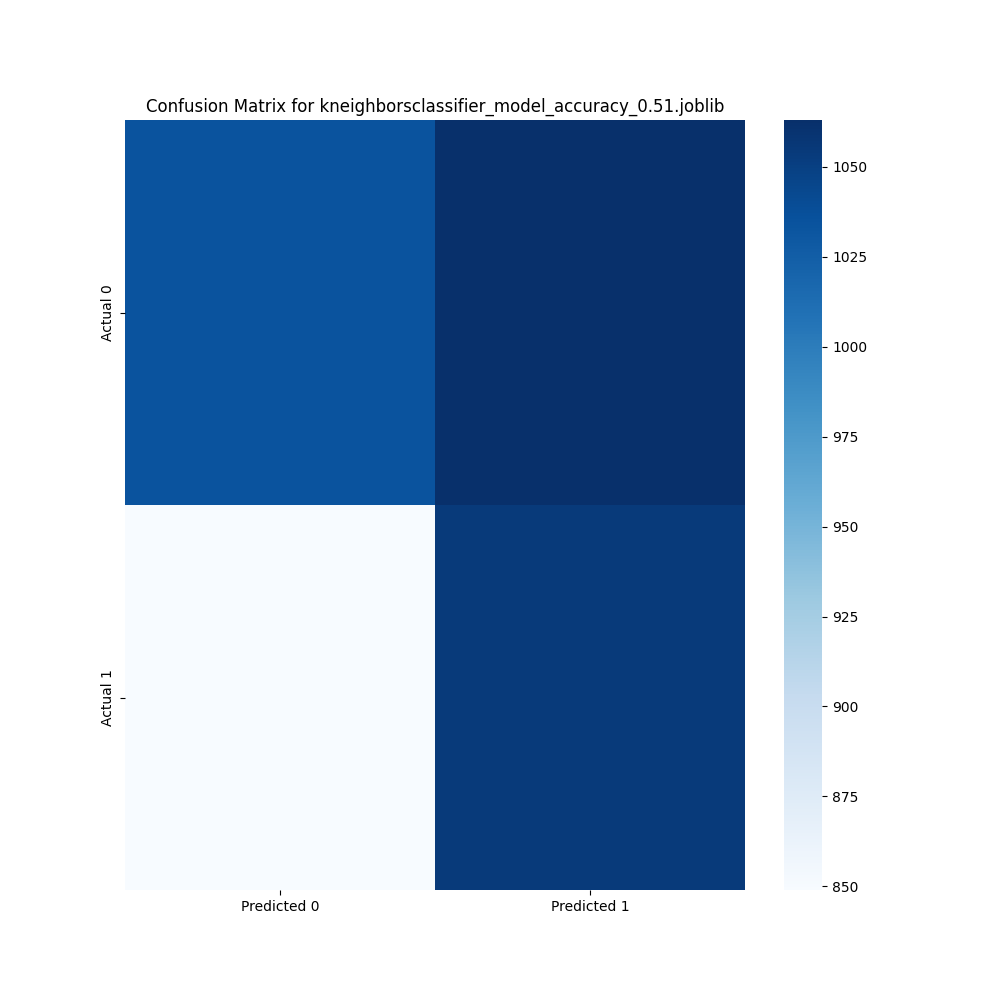 Confusion Matrix for kneighborsclassifier_model_accuracy_0.51.joblib
Actual 0
Actual 1
Predicted 0
Predicted 1
1050
1025
1000
975
950
925
900
875
850